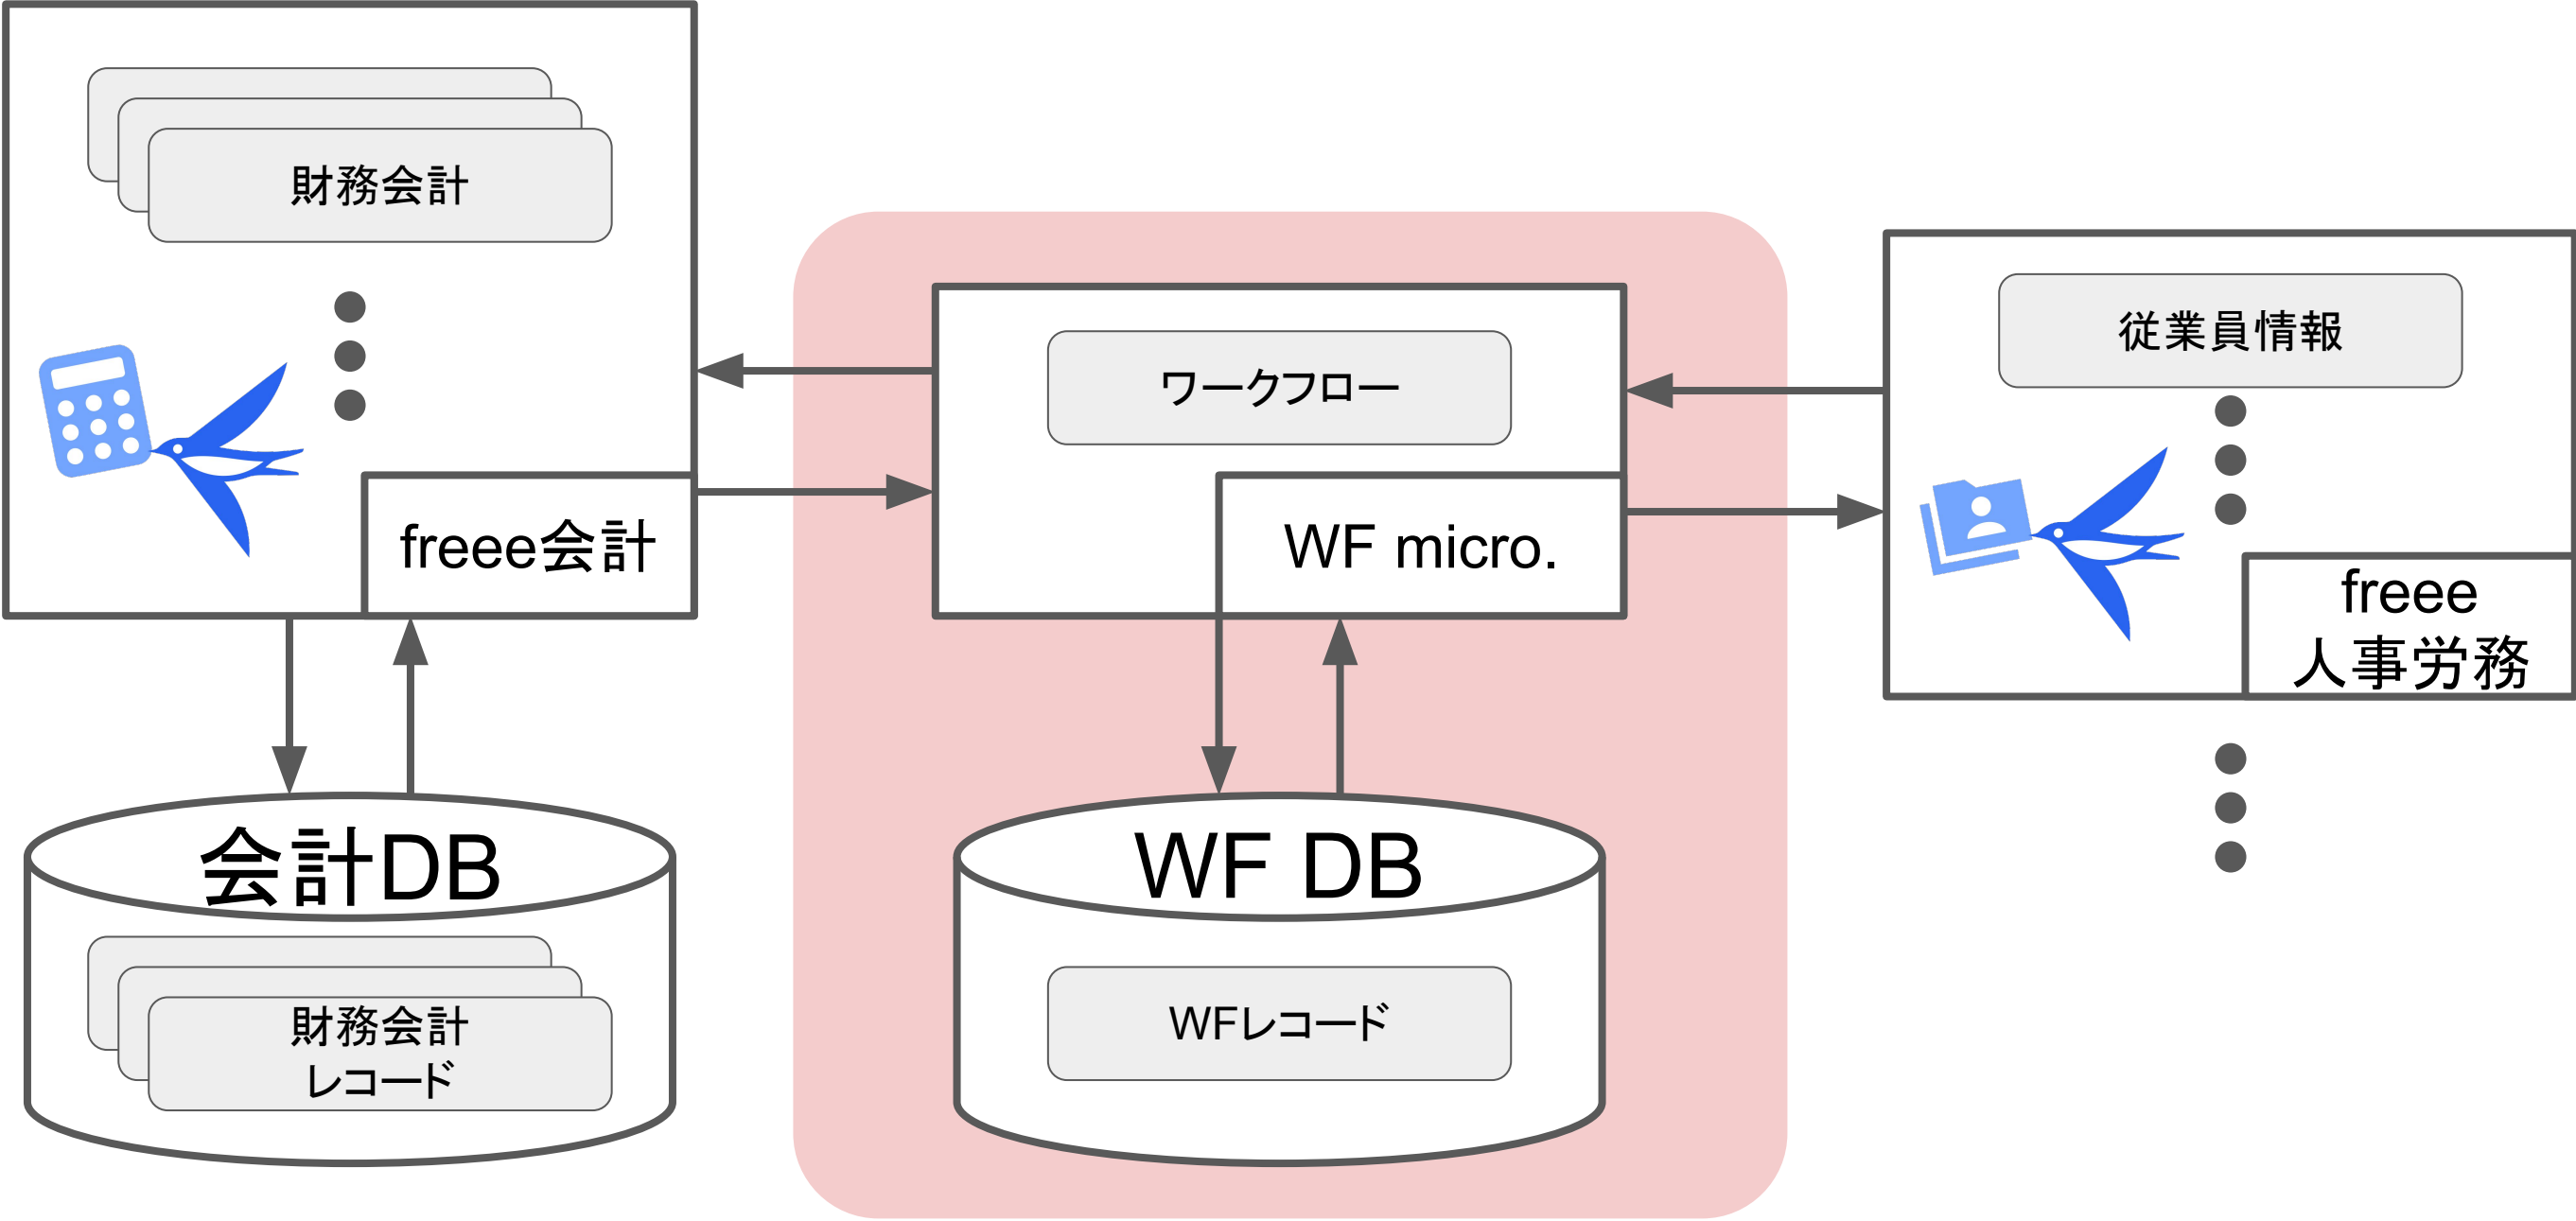 財務会計
freee会計
会計DB
財務会計
レコード
ワークフロー
WF micro.
WF DB
WFレコード
従業員情報
freee
人事労務